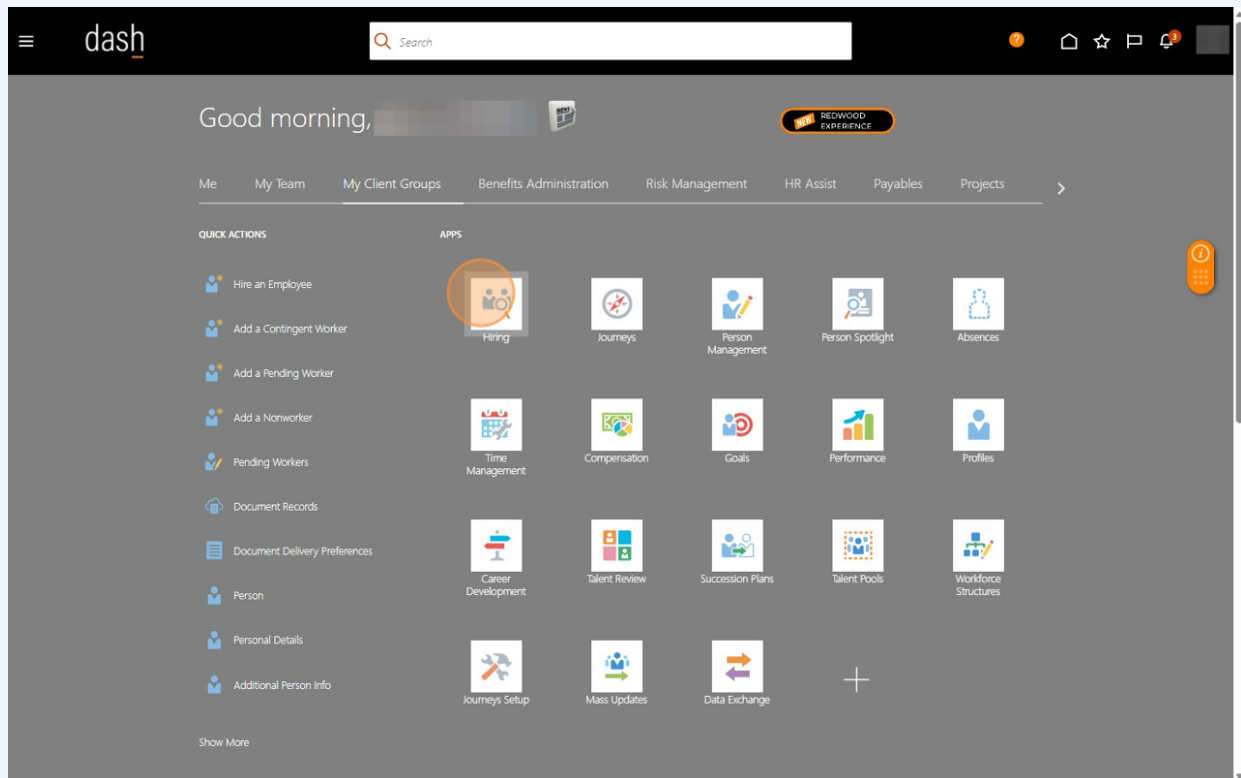 dash
Search
?
3
Good morning,
NEXT
NEW REDWOOD
EXPERIENCE
Me My Team My Client Groups Benefits Administration Risk Management HR Assist Payables Projects
QUICK ACTIONS
APPS
Hire an Employee
Add a Contingent Worker
Add a Pending Worker
Add a Nonworker
Pending Workers
Document Records
Document Delivery Preferences
Person
Personal Details
Additional Person Info
Show More
Hiring
Journeys
Person
Management
Person Spotlight
Absences
Time
Management
Compensation
Goals
Performance
Profiles
Career
Development
Talent Review
Succession Plans
Talent Pools
Workforce
Structures
Journeys Setup
Mass Updates
Data Exchange
i